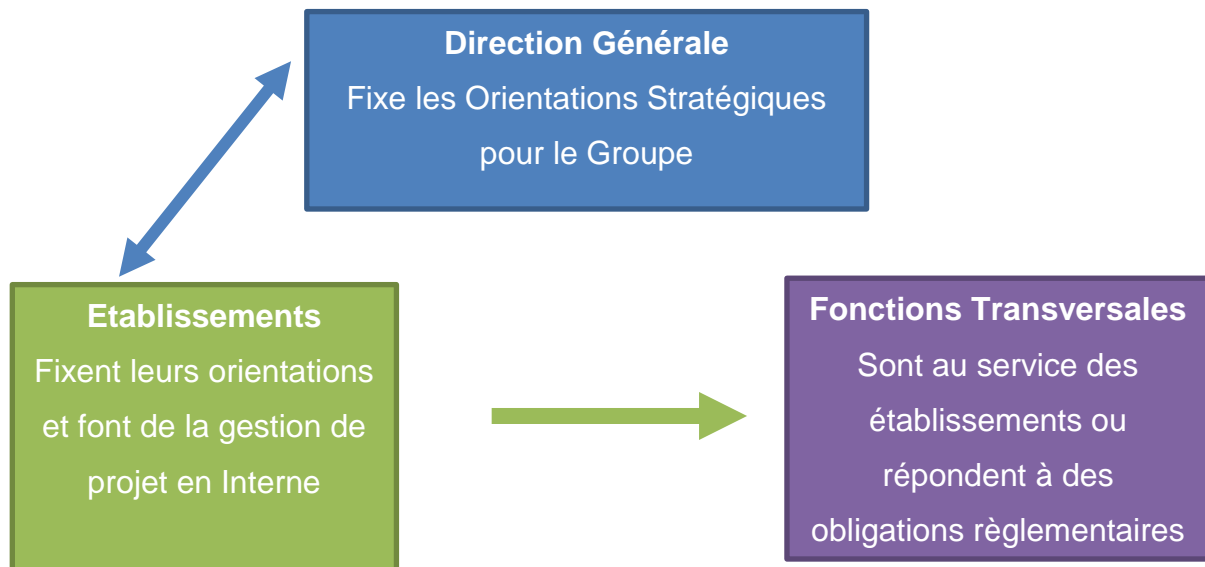 Direction Générale
Fixe les Orientations Stratégiques
pour le Groupe
Etablissements
Fixent leurs orientations
et font de la gestion de
projet en Interne
Fonctions Transversales
Sont au service des
établissements ou
répondent à des
obligations règlementaires